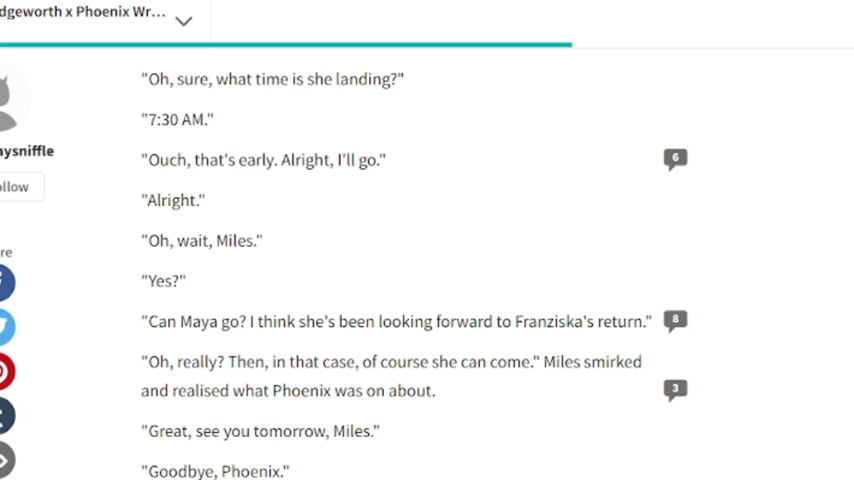 dgeworth x Phoenix Wr...
"Oh, sure, what time is she landing?"
"7:30 AM."
aysniffle
"Ouch, that's early. Alright, I'll go."
6
ollow
"Alright."
"Oh, wait, Miles."
re
"Yes?"
"Can Maya go? I think she's been looking forward to Franziska's return."
8
"Oh, really? Then, in that case, of course she can come." Miles smirked
and realised what Phoenix was on about.
3
"Great, see you tomorrow, Miles."
"Goodbye, Phoenix."